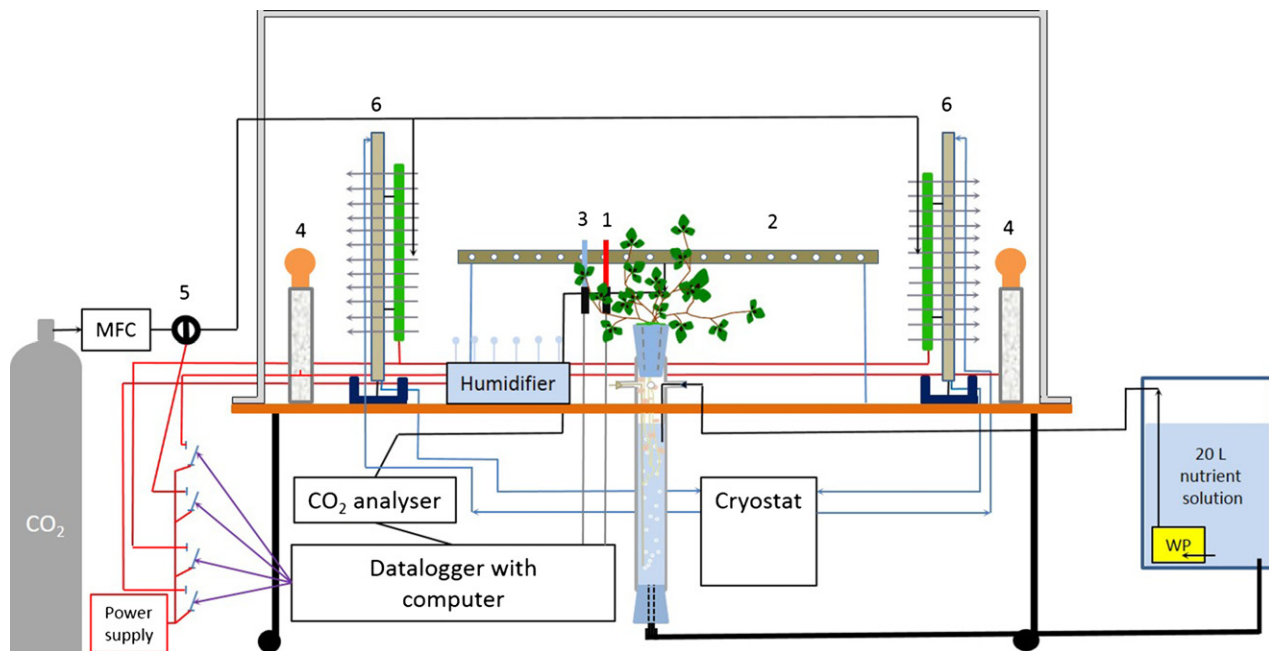 6
6
3
1
2
4
4
5
MFC
Humidifier
CO₂
CO₂ analyser
Cryostat
20 L
nutrient
solution
WP
Datalogger with
computer
Power
supply